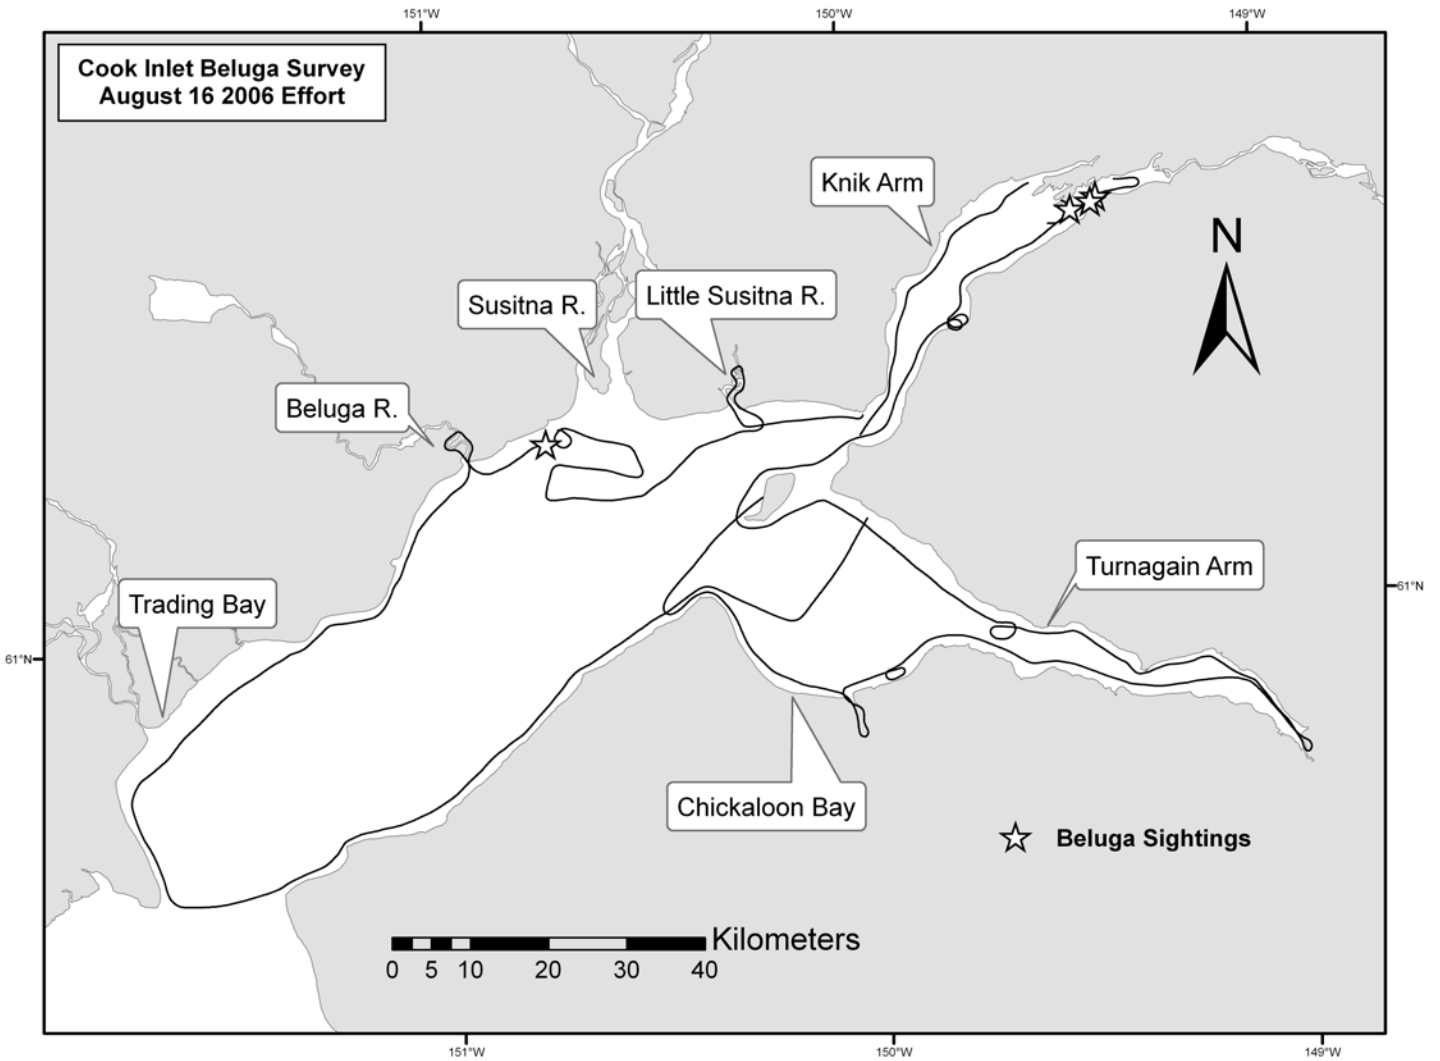 151°W 150°W 149°W
Cook Inlet Beluga Survey
August 16 2006 Effort
Knik Arm
N
Susitna R.
Little Susitna R.
Beluga R.
Turnagain Arm
61°N
Trading Bay
61°N
Chickaloon Bay
Beluga Sightings
Kilometers
0 5 10 20 30 40
151°W 150°W 149°W